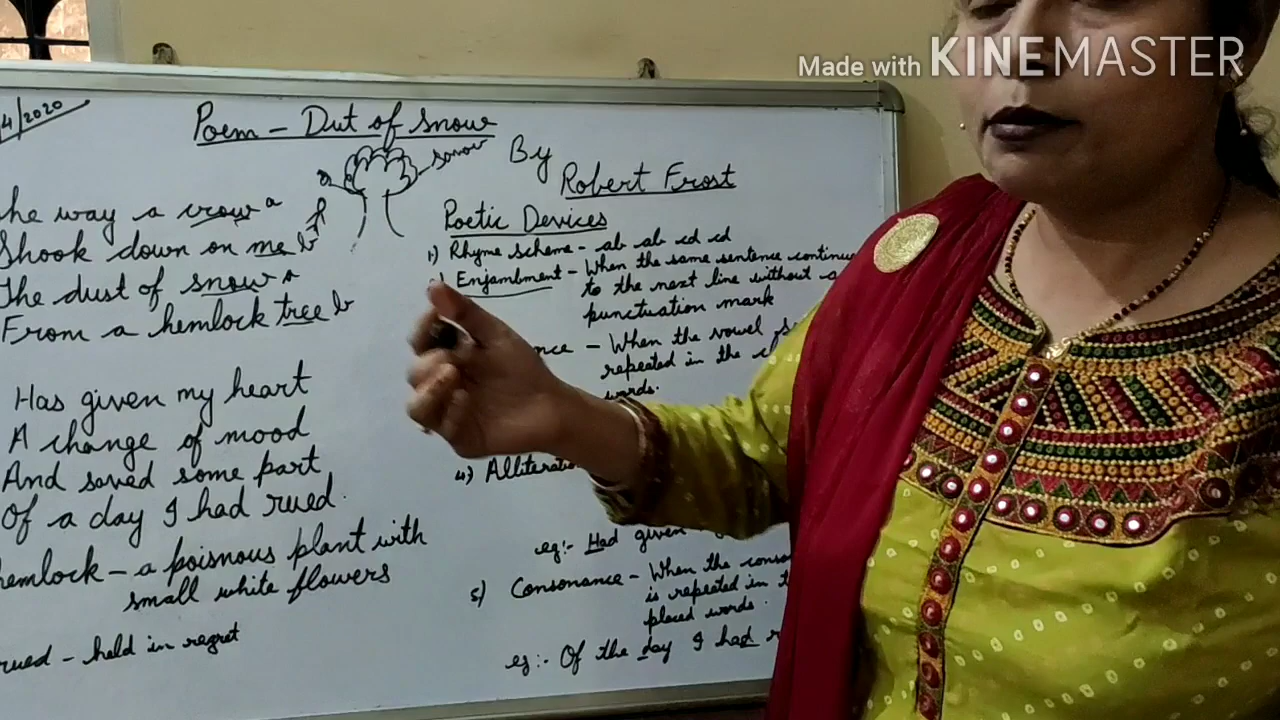 Made with KINEMASTER
4/2020
Poem - Dut of snow
snow
By
Robert Frost
he way a crow a
Shook down on me b
The dust of snow a
From a hemlock tree b
Has given my heart
A change of mood
And saved some part
Of a day I had rued.
hemlock - a poisnous plant with
small white flowers
rued - held in regret
Poetic Devices
1) Rhyme scheme - ab ab cd cd
Enjambment - When the same sentence continue
to the next line without a
punctuation mark
nce - When the vowel s
repeated in the c
words.
4) Alliterati
eg:- Had given
5) Consonance - When the conso
is repeated in t
placed words.
eg:- Of the day I had r